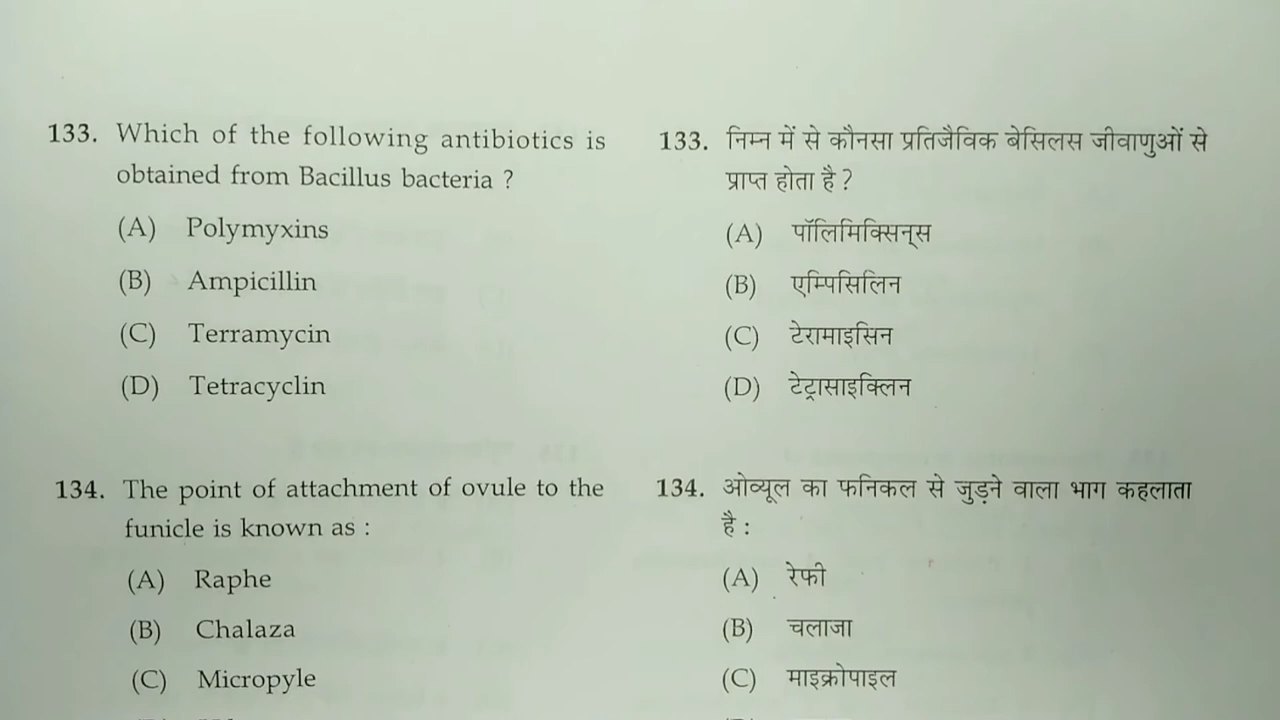 133. Which of the following antibiotics is
obtained from Bacillus bacteria ?
(A) Polymyxins
(B) Ampicillin
(C) Terramycin
(D) Tetracyclin
134. The point of attachment of ovule to the
funicle is known as :
(A) Raphe
(B) Chalaza
(C) Micropyle
133. निम्न में से कौनसा प्रतिजैविक बेसिलस जीवाणुओं से
प्राप्त होता है ?
(A) पॉलिमिक्सिन्‌स
(B) एम्पिसिलिन
(C) टेरामाइसिन
(D) टेट्रासाइक्लिन
134. ओव्यूल का फनिकल से जुड़ने वाला भाग कहलाता
है :
(A) रेफी
(B) चलाजा
(C) माइक्रोपाइल